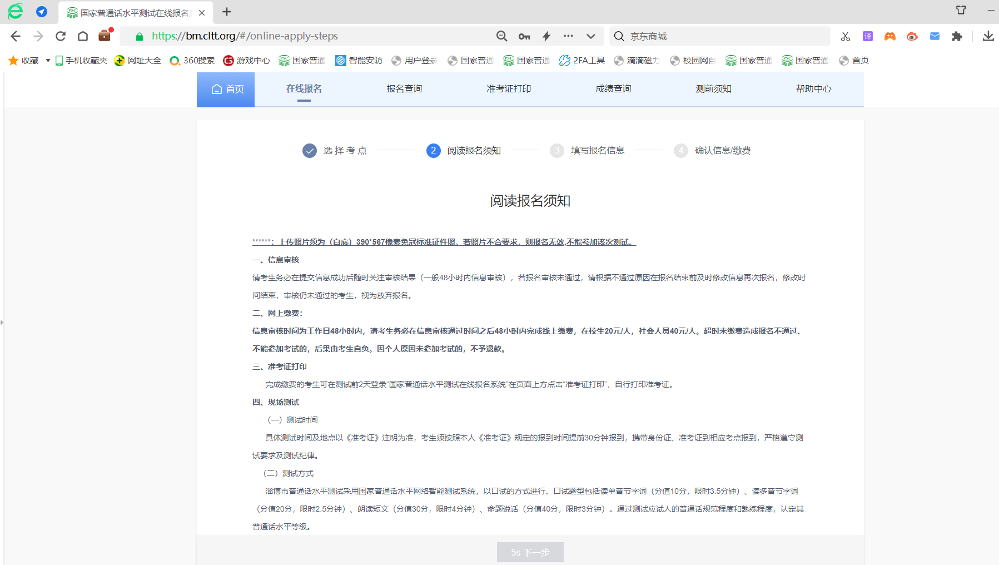 国家普通话水平测试在线报名
https://bm.cltt.org/#/online-apply-steps
京东商城
译
收藏 手机收藏夹 网址大全 360搜索 游戏中心 国家普通 智能安防 用户登录 国家普通 国家普通 2FA工具 滴滴磁力 校园网自 国家普通 国家普通 首页
首页 在线报名 报名查询 准考证打印 成绩查询 测前须知 帮助中心
选 择 考 点 2 阅读报名须知 3 填写报名信息 4 确认信息/缴费
阅读报名须知
******：上传照片须为（白底）390*567像素免冠标准证件照。若照片不合要求，则报名无效,不能参加该次测试。
一、信息审核
请考生务必在提交信息成功后随时关注审核结果（一般48小时内信息审核），若报名审核未通过，请根据不通过原因在报名结束前及时修改信息再次报名，修改时
间结束，审核仍未通过的考生，视为放弃报名。
二、网上缴费：
信息审核时间为工作日48小时内，请考生务必在信息审核通过时间之后48小时内完成线上缴费，在校生20元/人，社会人员40元/人。超时未缴费造成报名不通过、
不能参加考试的，后果由考生自负。因个人原因未参加考试的，不予退款。
三、准考证打印
完成缴费的考生可在测试前2天登录“国家普通话水平测试在线报名系统”在页面上方点击“准考证打印”，自行打印准考证。
四、现场测试
（一）测试时间
具体测试时间及地点以《准考证》注明为准，考生须按照本人《准考证》规定的报到时间提前30分钟报到，携带身份证、准考证到相应考点报到，严格遵守测
试要求及测试纪律。
（二）测试方式
淄博市普通话水平测试采用国家普通话水平网络智能测试系统，以口试的方式进行。口试题型包括读单音节字词（分值10分，限时3.5分钟）、读多音节字词
（分值20分，限时2.5分钟）、朗读短文（分值30分，限时4分钟）、命题说话（分值40分，限时3分钟）。通过测试应试人的普通话规范程度和熟练程度，认定其
普通话水平等级。
5s 下一步